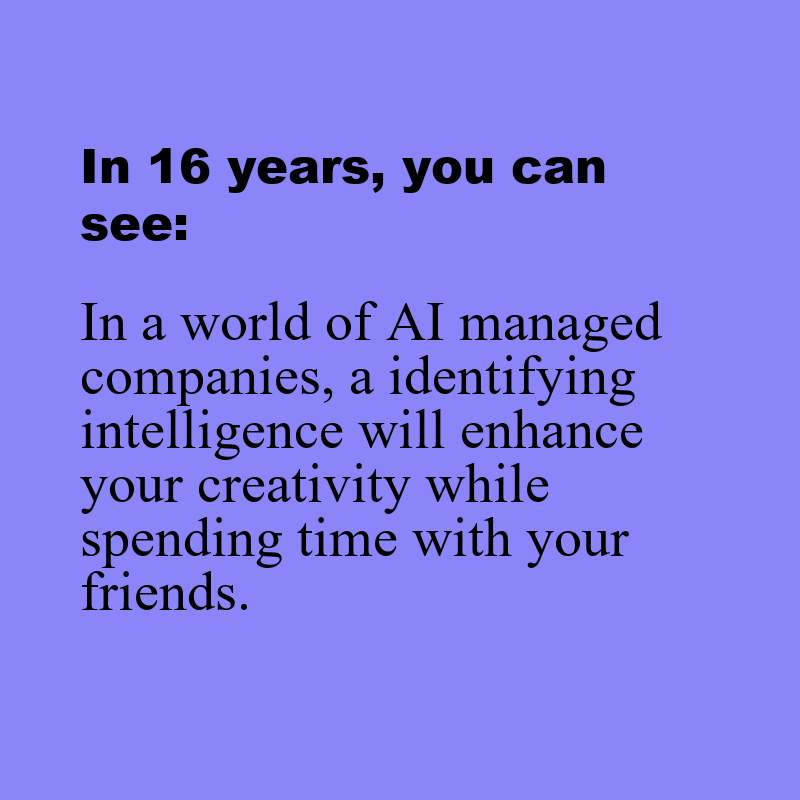 In 16 years, you can
see:
In a world of AI managed
companies, a identifying
intelligence will enhance
your creativity while
spending time with your
friends.